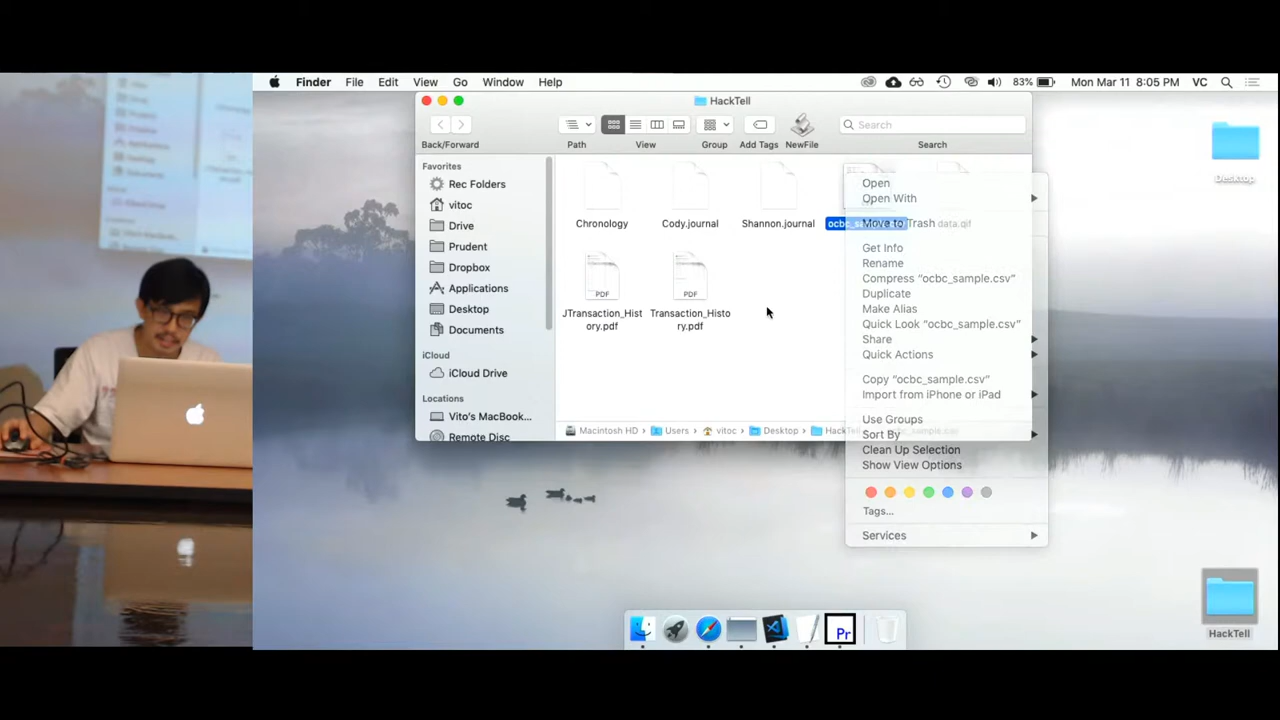 Finder File Edit View Go Window Help 83% Mon Mar 11 8:05 PM VC
HackTell
Search
Back/Forward Path View Group Add Tags NewFile Search
Favorites
Rec Folders
vitoc
Drive
Prudent
Dropbox
Applications
Desktop
Documents
iCloud
iCloud Drive
Locations
Vito's MacBook...
Remote Disc
Chronology Cody.journal Shannon.journal data.qif
PDF PDF
JTransaction_Hist
ory.pdf
Transaction_Histo
ry.pdf
Macintosh HD Users vitoc Desktop
Open
Open With
Move to Trash
Get Info
Rename
Compress “ocbc_sample.csv”
Duplicate
Make Alias
Quick Look “ocbc_sample.csv”
Share
Quick Actions
Copy “ocbc_sample.csv”
Import from iPhone or iPad
Use Groups
Sort By
Clean Up Selection
Show View Options
Tags...
Services
Desktop
HackTell
Pr